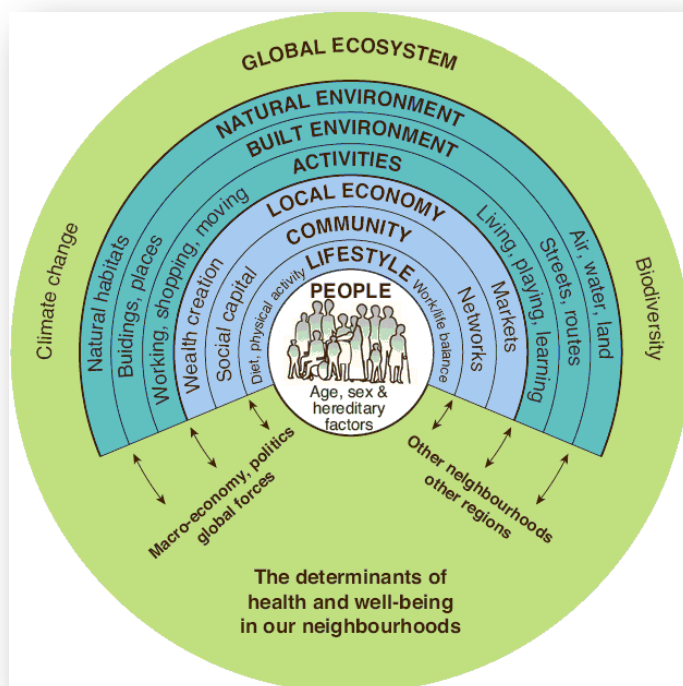 GLOBAL ECOSYSTEM
NATURAL ENVIRONMENT
BUILT ENVIRONMENT
ACTIVITIES
LOCAL ECONOMY
COMMUNITY
LIFESTYLE
PEOPLE
Age, sex &
hereditary
factors
Climate change
Natural habitats
Buidings, places
Working, shopping, moving
Wealth creation
Social capital
Diet, physical activity
Work/life balance
Networks
Markets
Living, playing, learning
Streets, routes
Air, water, land
Biodiversity
Macro-economy, politics
global forces
Other neighbourhoods
other regions
The determinants of
health and well-being
in our neighbourhoods